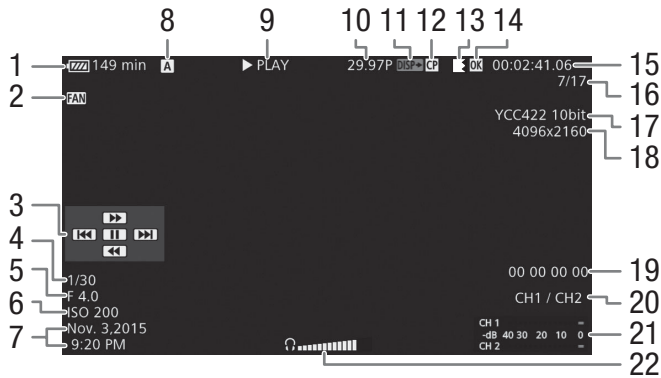 8 9 10 11 12 13 14
1 149 min A PLAY 29.97P DISP CP OK 00:02:41.06 15
7/17 16
2 FAN
YCC422 10bit 17
4096x2160 18
3
4 1/30
00 00 00 00 19
5 F 4.0
CH1 / CH2 20
6 ISO 200
7 Nov. 3,2015
9:20 PM
CH 1 –
-dB 40 30 20 10 0 21
CH 2 –
22